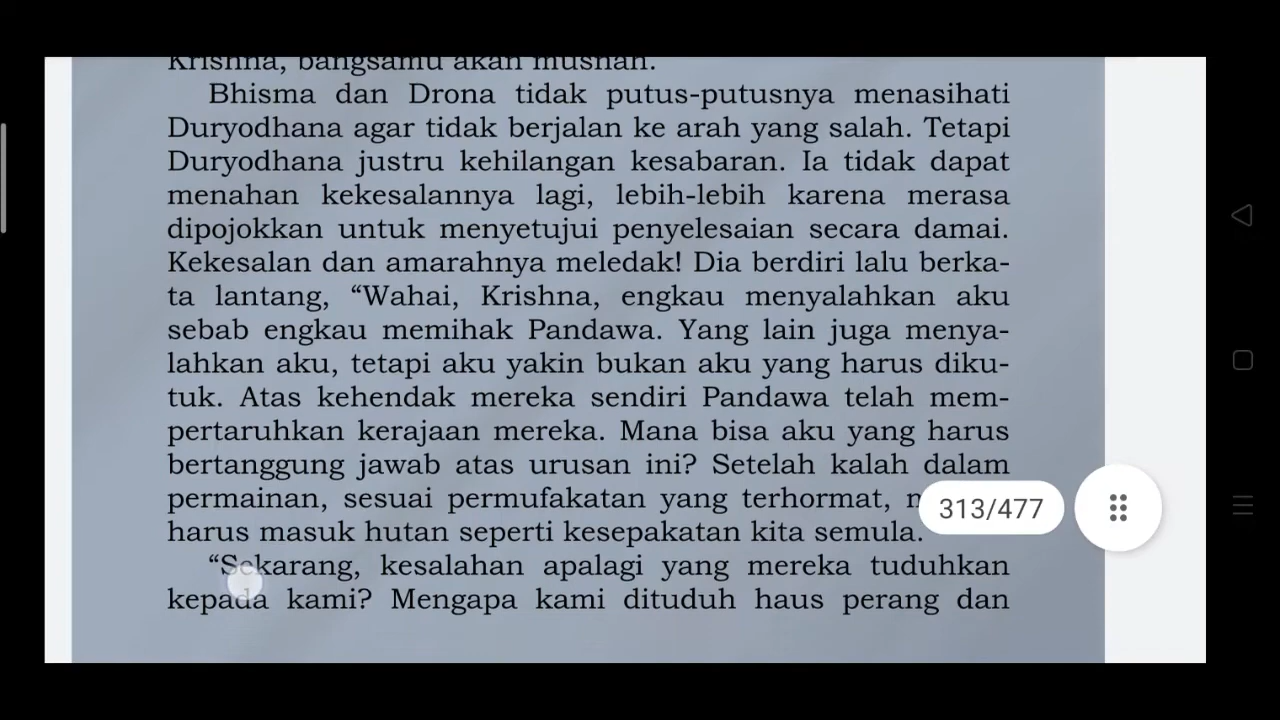 Krishna, bangsamu akan musnah.
Bhisma dan Drona tidak putus-putusnya menasihati
Duryodhana agar tidak berjalan ke arah yang salah. Tetapi
Duryodhana justru kehilangan kesabaran. Ia tidak dapat
menahan kekesalannya lagi, lebih-lebih karena merasa
dipojokkan untuk menyetujui penyelesaian secara damai.
Kekesalan dan amarahnya meledak! Dia berdiri lalu berka-
ta lantang, “Wahai, Krishna, engkau menyalahkan aku
sebab engkau memihak Pandawa. Yang lain juga menya-
lahkan aku, tetapi aku yakin bukan aku yang harus diku-
tuk. Atas kehendak mereka sendiri Pandawa telah mem-
pertaruhkan kerajaan mereka. Mana bisa aku yang harus
bertanggung jawab atas urusan ini? Setelah kalah dalam
permainan, sesuai permufakatan yang terhormat,
harus masuk hutan seperti kesepakatan kita semula.
“Sekarang, kesalahan apalagi yang mereka tuduhkan
kepada kami? Mengapa kami dituduh haus perang dan
313/477